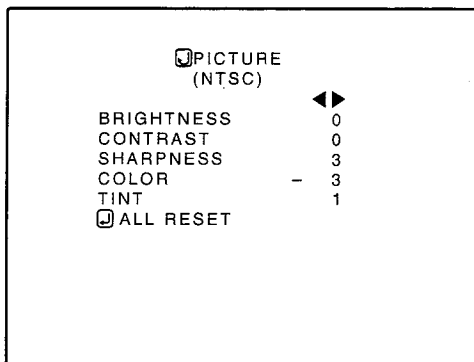 PICTURE
(NTSC)
◀ ▶
BRIGHTNESS 0
CONTRAST 0
SHARPNESS 3
COLOR – 3
TINT 1
ALL RESET